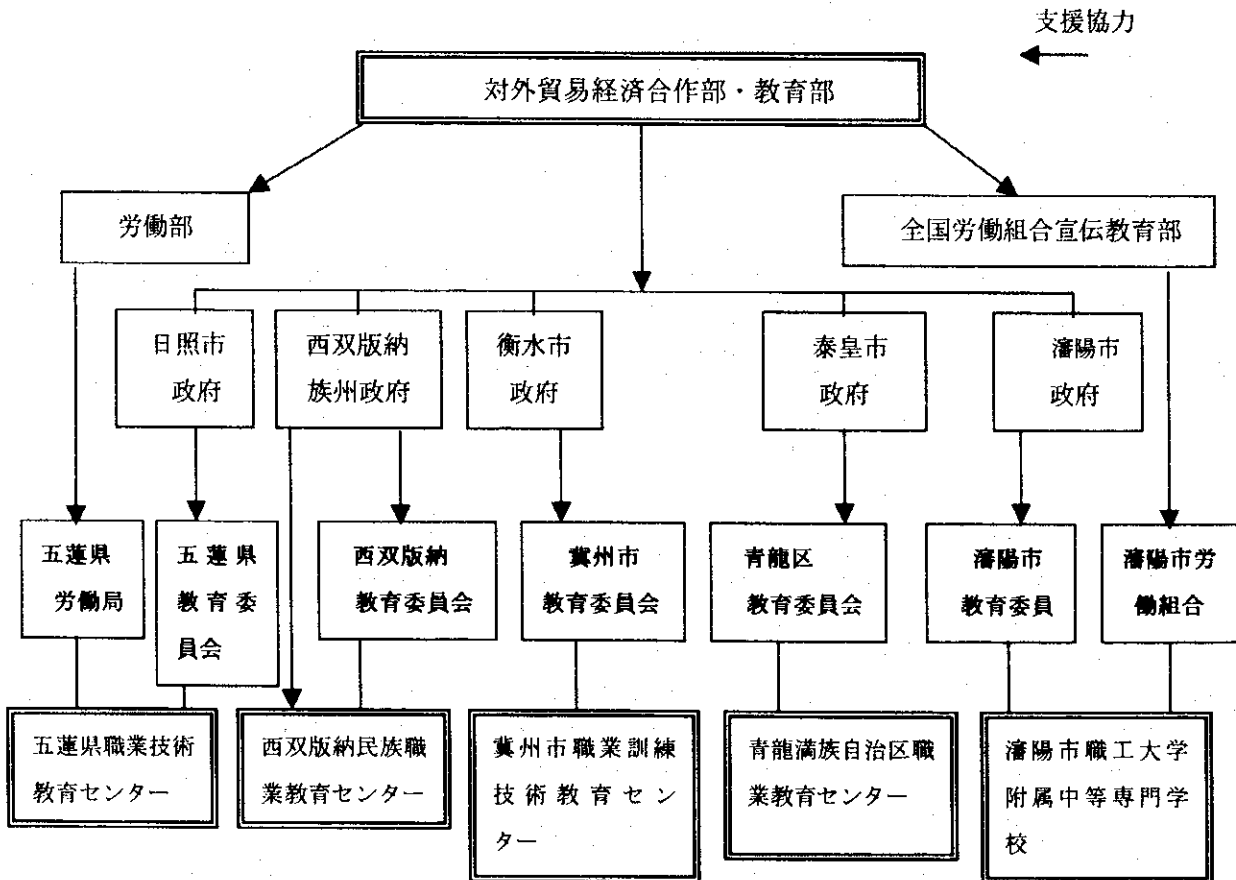 支援協力
対外貿易経済合作部・教育部
労働部
全国労働組合宣伝教育部
日照市
政府
西双版納
族州政府
衡水市
政府
泰皇市
政府
瀋陽市
政府
五蓮県
労働局
五蓮県
教育委
員会
西双版納
教育委員会
冀州市
教育委員会
青龍区
教育委員会
瀋陽市
教育委員
瀋陽市労
働組合
五蓮県職業技術
教育センター
西双版納民族職
業教育センター
冀州市職業訓練
技術教育セン
ター
青龍満族自治区職
業教育センター
瀋陽市職工大学
附属中等専門学
校